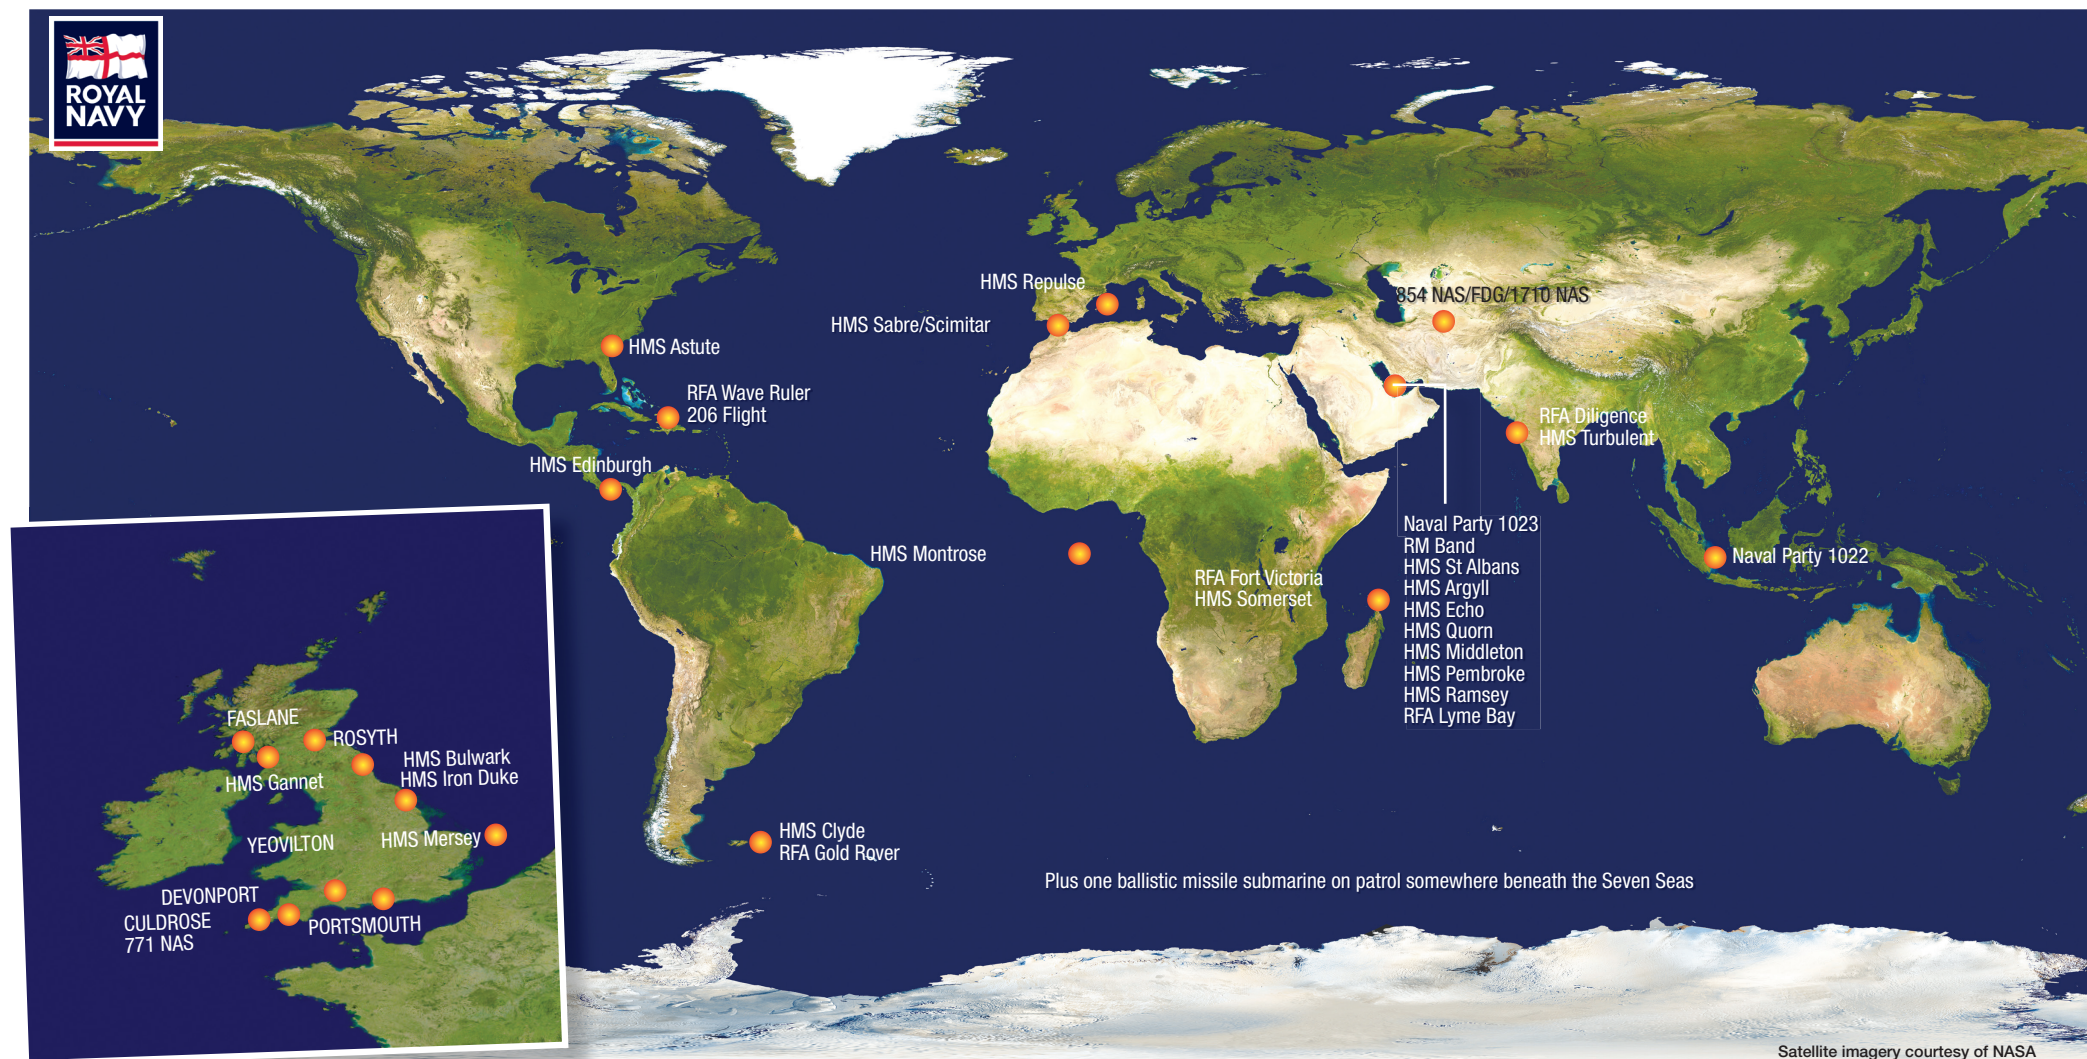 ROYAL
NAVY
HMS Repulse
HMS Sabre/Scimitar
854 NAS/FDG/1710 NAS
HMS Astute
RFA Wave Ruler
206 Flight
RFA Diligence
HMS Turbulent
HMS Edinburgh
Naval Party 1023
RM Band
HMS St Albans
HMS Argyll
HMS Echo
HMS Quorn
HMS Middleton
HMS Pembroke
HMS Ramsey
RFA Lyme Bay
HMS Montrose
Naval Party 1022
RFA Fort Victoria
HMS Somerset
FASLANE
ROSYTH
HMS Bulwark
HMS Iron Duke
HMS Gannet
HMS Mersey
YEOVILTON
DEVONPORT
CULDROSE
771 NAS
PORTSMOUTH
HMS Clyde
RFA Gold Rover
Plus one ballistic missile submarine on patrol somewhere beneath the Seven Seas
Satellite imagery courtesy of NASA